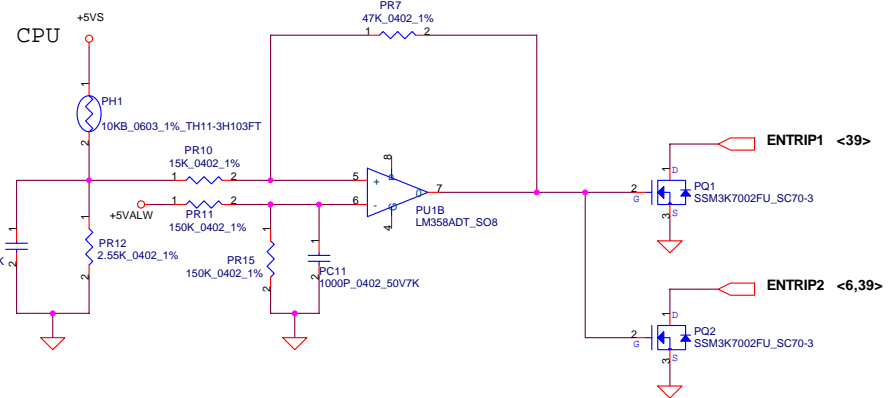 PR7
47K_0402_1%
1 2
+5VS
CPU
1
PH1
10KB_0603_1%_TH11-3H103FT
2
8
ENTRIP1 <39>
PR10
15K_0402_1%
1 2
5
+
P
1
D
2
G
PQ1
SSM3K7002FU_SC70-3
3
S
+5VALW
1 2
PR11
150K_0402_1%
6
-
G
O
7
4
PU1B
LM358ADT_SO8
1
2
K
1
PR12
2.55K_0402_1%
2
1
PR15
150K_0402_1%
2
1
2
PC11
1000P_0402_50V7K
ENTRIP2 <6,39>
1
D
2
G
PQ2
SSM3K7002FU_SC70-3
3
S